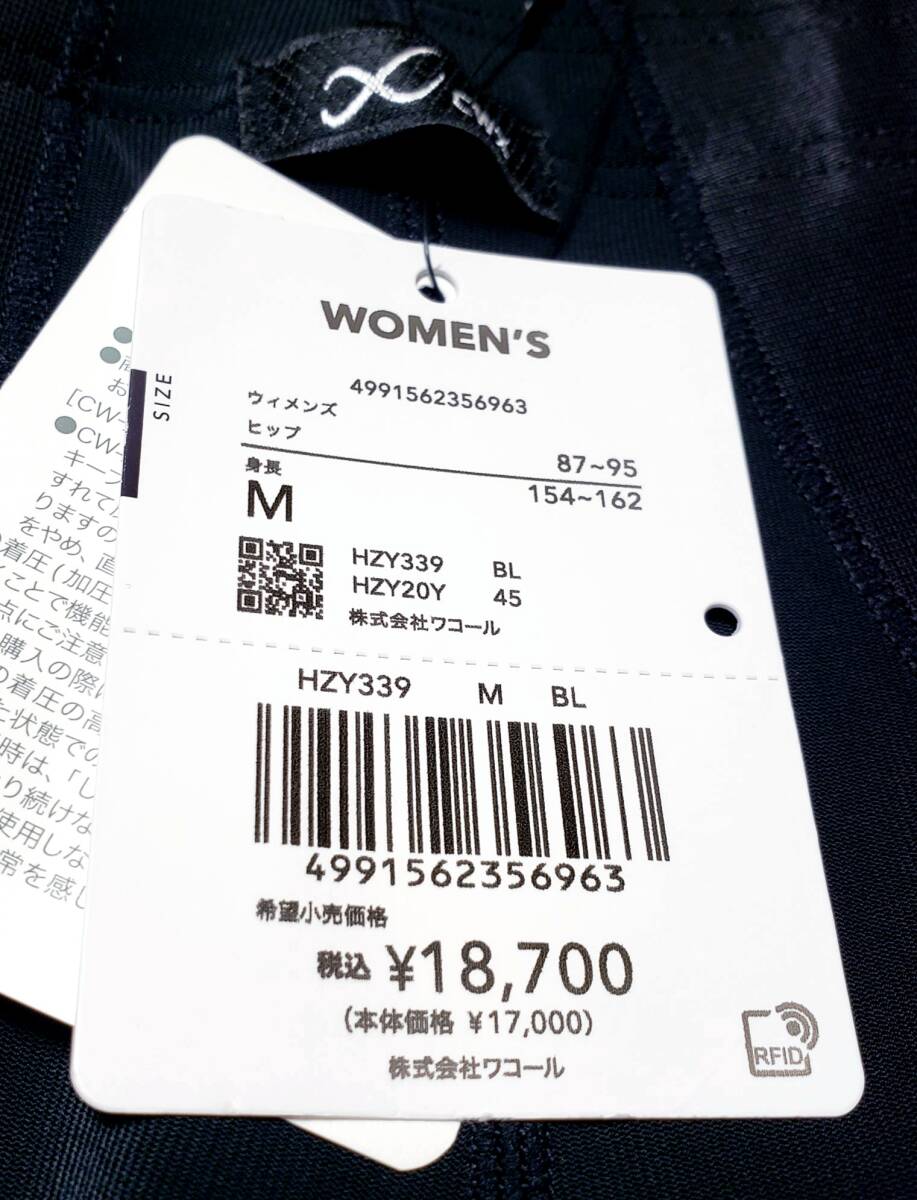 CW-X
WOMEN'S
SIZE
4991562356963
ウィメンズ
ヒップ
87~95
身長
154~162
M
HZY339 BL
HZY20Y 45
株式会社ワコール
HZY339 M BL
4991562356963
希望小売価格
税込 ¥18,700
(本体価格 ¥17,000)
株式会社ワコール
RFID
お
[CW-
●CW-
キープ
すれて
りますの
をやめ、直
着圧(加圧
ことで機能
点にご注意
購入の際に
の着圧の高
た状態での
時は、「し
り続けな
使用しな
常を感じ